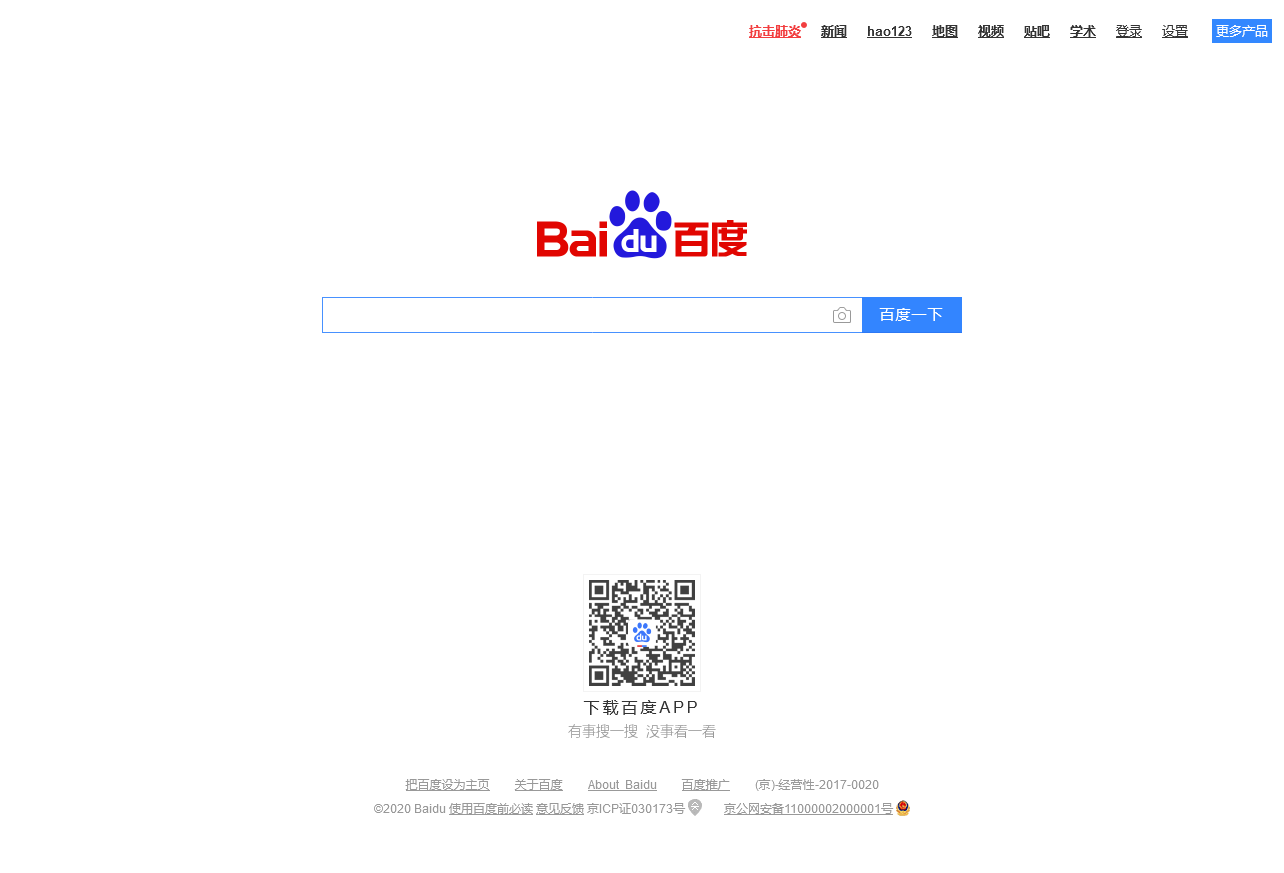 抗击肺炎 新闻 hao123 地图 视频 贴吧 学术 登录 设置 更多产品
Bai du 百度
百度一下
du
下载百度APP
有事搜一搜 没事看一看
把百度设为主页 关于百度 About Baidu 百度推广 (京)-经营性-2017-0020
©2020 Baidu 使用百度前必读 意见反馈 京ICP证030173号 京公网安备11000002000001号